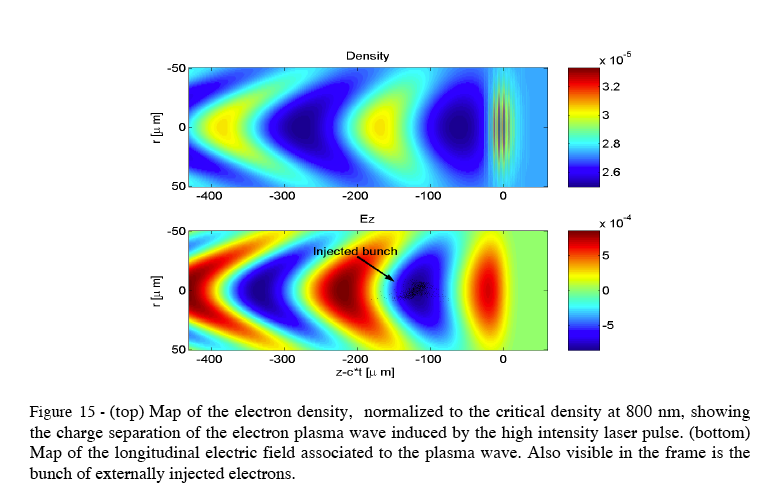 Density
x 10-5
-50
0
50
r [μ m]
-400
-300
-200
-100
0
3.2
3
2.8
2.6
Ez
x 10-4
-50
0
50
r [μ m]
Injected bunch
-400
-300
-200
-100
0
z-c*t [μ m]
5
0
-5
Figure 15 - (top) Map of the electron density, normalized to the critical density at 800 nm, showing
the charge separation of the electron plasma wave induced by the high intensity laser pulse. (bottom)
Map of the longitudinal electric field associated to the plasma wave. Also visible in the frame is the
bunch of externally injected electrons.